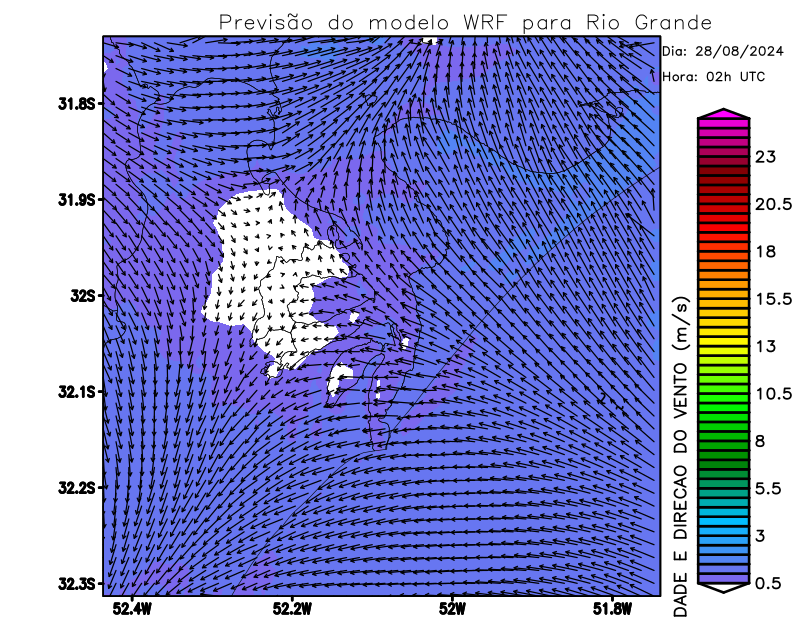 Previsão do modelo WRF para Rio Grande
Dia: 28/08/2024
Hora: 02h UTC
31.8S
31.9S
32S
32.1S
32.2S
32.3S
52.4W
52.2W
52W
51.8W
DADE E DIRECAO DO VENTO (m/s)
23
20.5
18
15.5
13
10.5
8
5.5
3
0.5